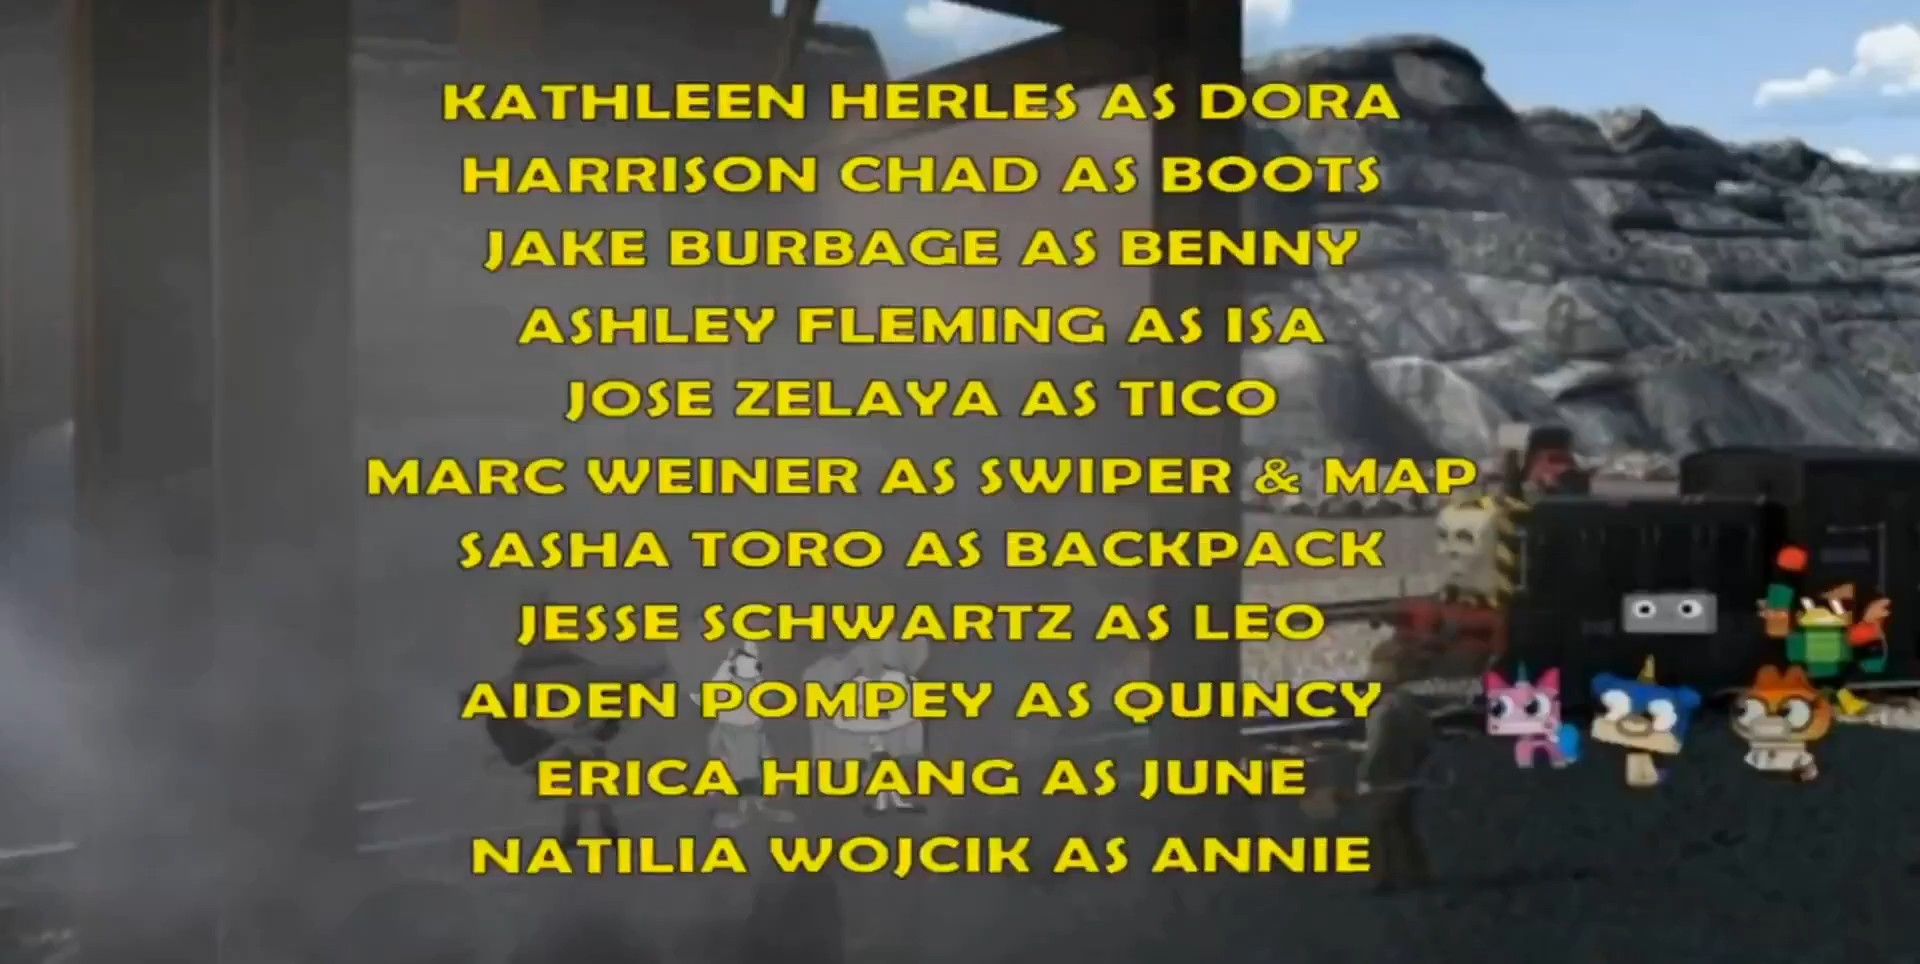 KATHLEEN HERLES AS DORA
HARRISON CHAD AS BOOTS
JAKE BURBAGE AS BENNY
ASHLEY FLEMING AS ISA
JOSE ZELAYA AS TICO
MARC WEINER AS SWIPER & MAP
SASHA TORO AS BACKPACK
JESSE SCHWARTZ AS LEO
AIDEN POMPEY AS QUINCY
ERICA HUANG AS JUNE
NATILIA WOJCIK AS ANNIE